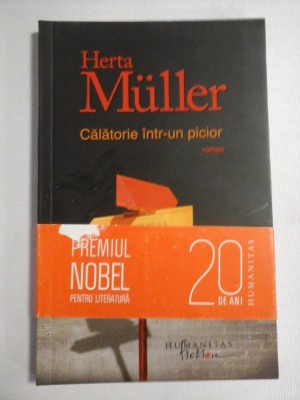 Herta
Müller
Călătorie într-un picior
roman
PREMIUL
NOBEL
PENTRU LITERATURĂ
20
DE ANI
HUMANITAS
HUMANITAS
fiction